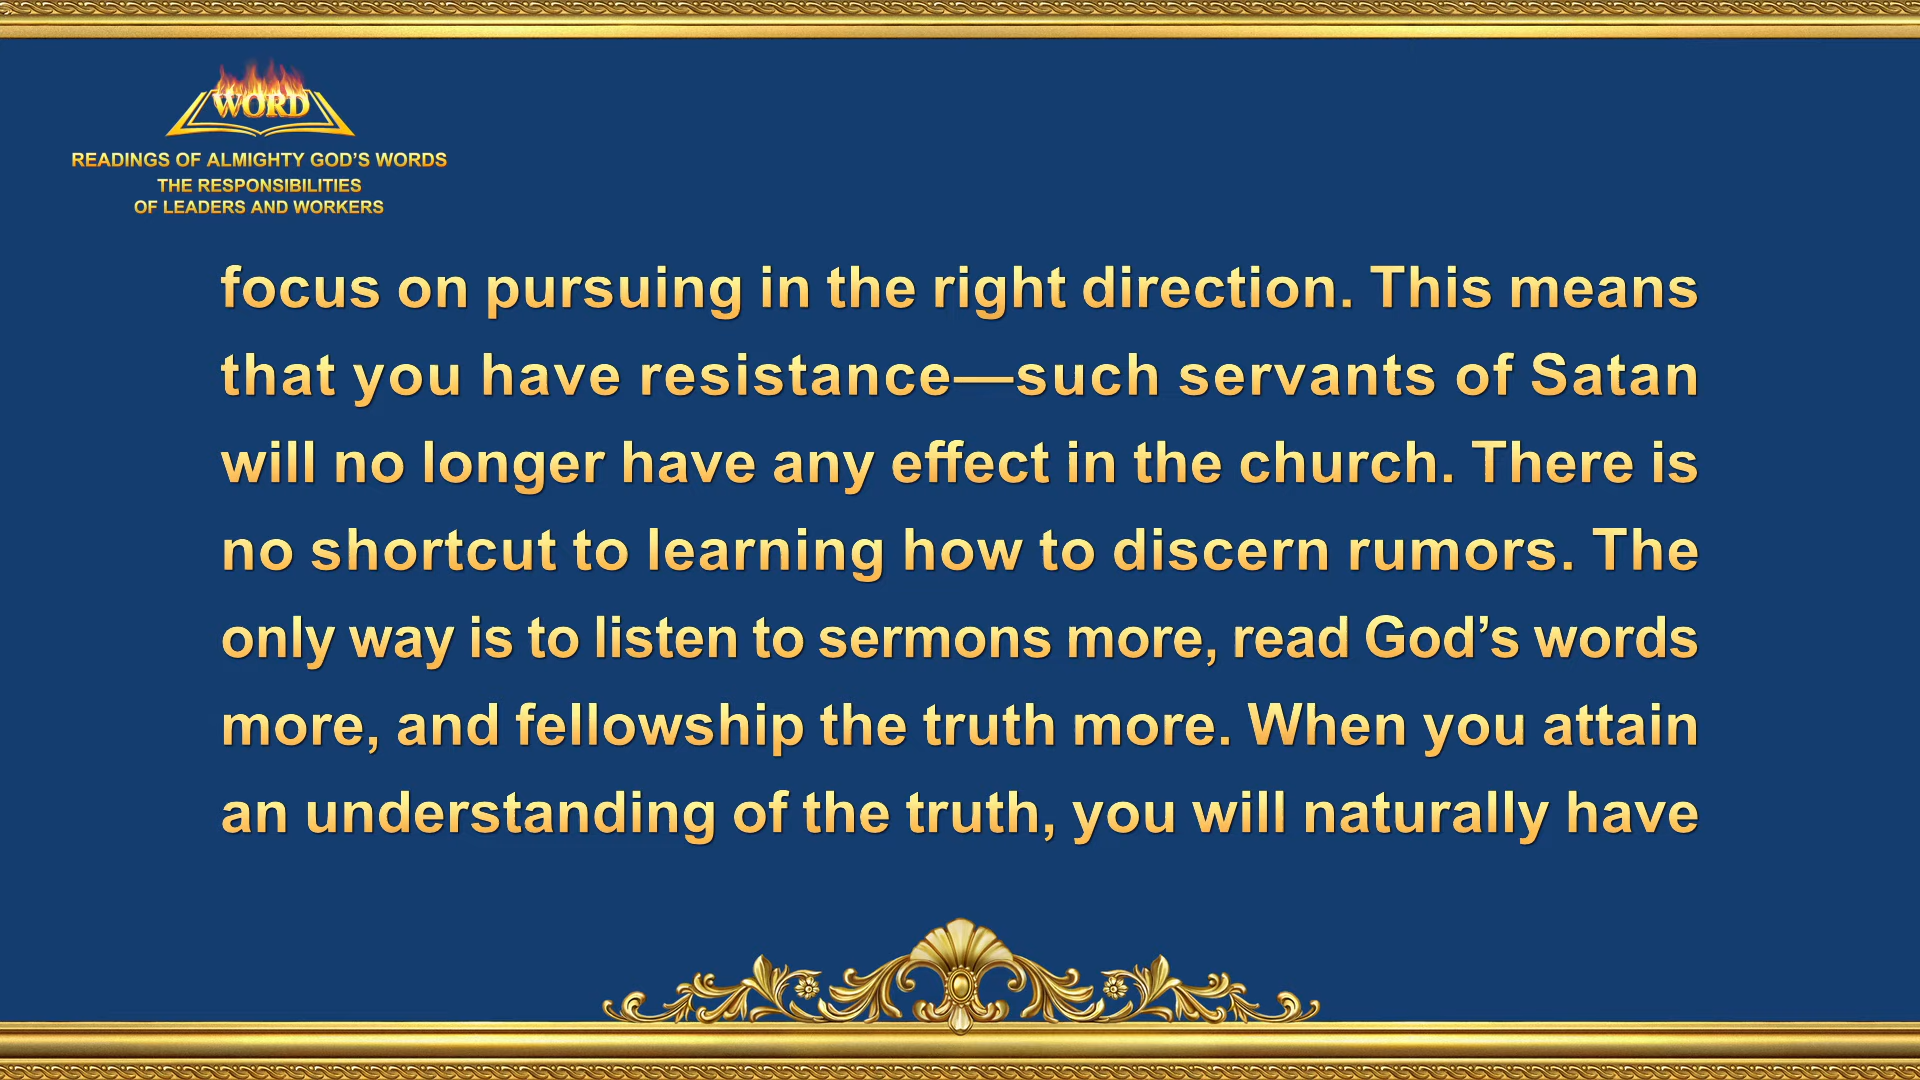 WORD
READINGS OF ALMIGHTY GOD’S WORDS
THE RESPONSIBILITIES
OF LEADERS AND WORKERS
focus on pursuing in the right direction. This means
that you have resistance—such servants of Satan
will no longer have any effect in the church. There is
no shortcut to learning how to discern rumors. The
only way is to listen to sermons more, read God’s words
more, and fellowship the truth more. When you attain
an understanding of the truth, you will naturally have